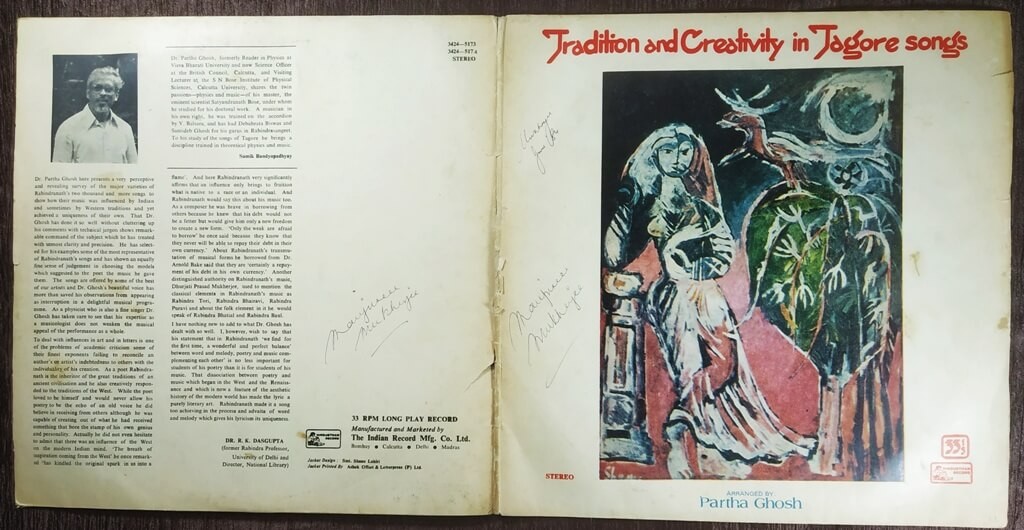 3424-5173
STEREO
Dr. Partha Ghosh, formerly Reader in Physics at
Visva Bharati University and now Science Officer
at the British Council, Calcutta, and Visiting
Lecturer at the S N Bose Institute of Physical
Sciences, Calcutta University, shares the twin
passions—physics and music—of his master, the
eminent scientist Satyendranath Bose, under whom
he studied for his doctoral work. A musician in
his own right, he was trained on the accordion
by V. Balsara, and has had Debabrata Biswas and
Santideb Ghosh for his gurus in Rabindrasangeet.
To his study of the songs of Tagore he brings a
discipline trained in theoretical physics and music.
Samik Bandyopadhyay
Dr. Partha Ghosh here presents a very perceptive
and revealing survey of the major varieties of
Rabindranath's two thousand and more songs to
show how their music was influenced by Indian
and sometimes by Western traditions and yet
achieved a uniqueness of their own. That Dr.
Ghosh has done it so well without cluttering up
his comments with technical jargon shows remark-
able command of the subject which he has treated
with utmost clarity and precision. He has selec-
ted for his examples some of the most representative
of Rabindranath's songs and has shown an equally
fine sense of judgement in choosing the models
which suggested to the poet the music he gave
them. The songs are offered by some of the best
of our artists and Dr. Ghosh's beautiful voice has
more than saved his observations from appearing
as interruption in a delightful musical progra-
mme. As a physicist who is also a fine singer Dr.
Ghosh has taken care to see that his expertise as
a musicologist does not weaken the musical
appeal of the performance as a whole.
To deal with influences in art and in letters is one
of the problems of academic criticism some of
their finest exponents failing to reconcile an
author's or artist's indebtedness to others with the
individuality of his creation. As a poet Rabindra-
nath is the inheritor of the great traditions of an
ancient civilisation and he also creatively respon-
ded to the traditions of the West. While the poet
loved to be himself and would never allow his
poetry to be the echo of an old voice he did
believe in receiving from others although he was
capable of creating out of what he had received
something that bore the stamp of his own genius
and personality. Actually he did not even hesitate
to admit that there was an influence of the West
on the modern Indian mind. 'The breath of
inspiration coming from the West' he once remark-
ed 'has kindled the original spark in us into a
flame'. And here Rabindranath very significantly
affirms that an influence only brings to fruition
what is native to a race or an individual. And
Rabindranath would say this about his music too.
As a composer he was brave in borrowing from
others because he knew that his debt would not
be a fetter but would give him only a new freedom
to create a new form. 'Only the weak are afraid
to borrow' he once said because they know that
they never will be able to repay their debt in their
own currency.' About Rabindranath's transmu-
tation of musical forms he borrowed from Dr.
Arnold Bake said that they are 'certainly a repay-
ment of his debt in his own currency.' Another
distinguished authority on Rabindranath's music,
Dhurjati Prasad Mukherjee, used to mention the
classical elements in Rabindranath's music as
Rabindra Tori, Rabindra Bhairavi, Rabindra
Puravi and about the folk element in it he would
speak of Rabindra Bhatial and Rabindra Baul.
I have nothing new to add to what Dr. Ghosh has
dealt with so well. I, however, wish to say that
his statement that in Rabindranath 'we find for
the first time, a wonderful and perfect balance'
between word and melody, poetry and music com-
plementing each other' is no less important for
students of his poetry than it is for students of his
music. That dissociation between poetry and
music which began in the West and the Renais-
ance and which is now a feature of the aesthetic
history of the modern world has made the lyric a
purely literary art. Rabindranath made it a song
too achieving in the process and advaita of word
and melody which gives his lyricism its uniqueness.
DR. R. K. DASGUPTA
(former Rabindra Professor,
University of Delhi and
Director, National Library)
Manjusree
Mukherjee
33 RPM LONG PLAY RECORD
Manufactured and Marketed by
The Indian Record Mfg. Co. Ltd.
Bombay • Calcutta • Delhi • Madras
Jacket Printed By Ashok Offset & Letterpress (P) Ltd.
Tradition and Creativity in Tagore songs
Manjusree
Mukherjee
STEREO
33⅓
ARRANGED BY
Partha Ghosh